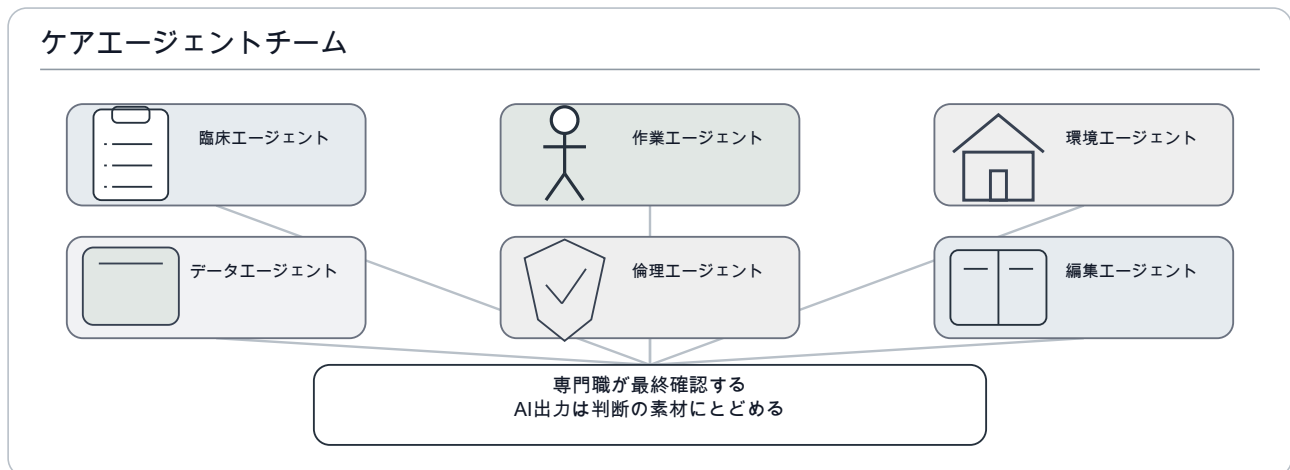 ケアエージェントチーム
臨床エージェント
作業エージェント
環境エージェント
データエージェント
倫理エージェント
編集エージェント
専門職が最終確認する
AI出力は判断の素材にとどめる